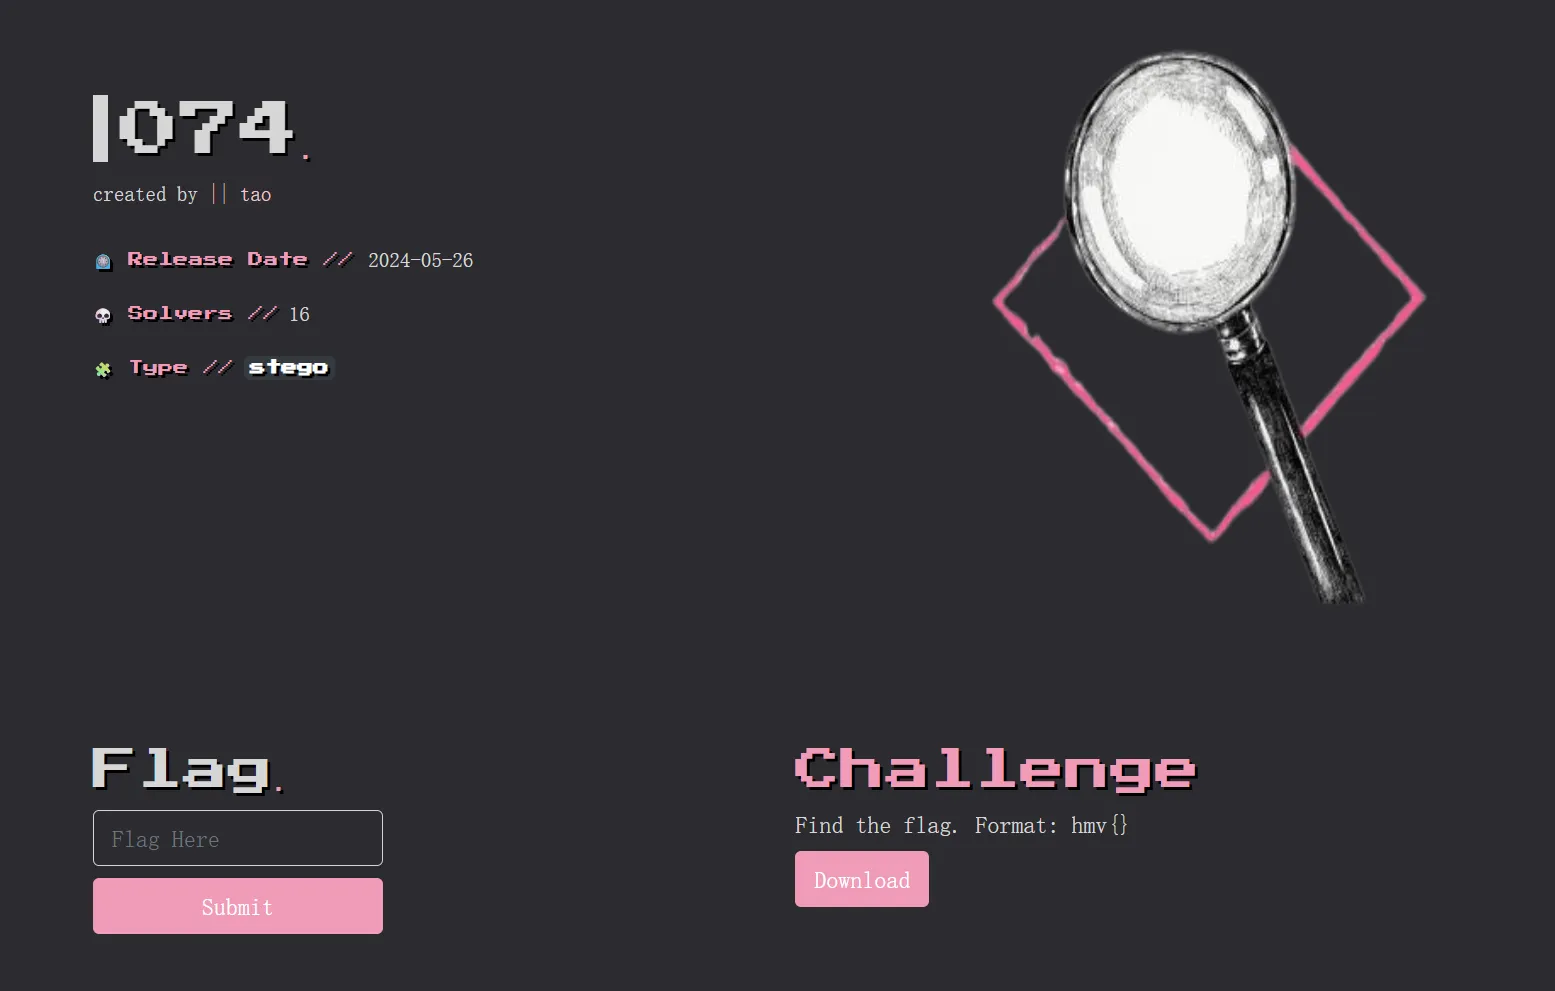 |074.
created by || tao
Release Date // 2024-05-26
Solvers // 16
Type // stego
Flag.
Flag Here
Submit
Challenge
Find the flag. Format: hmv{}
Download